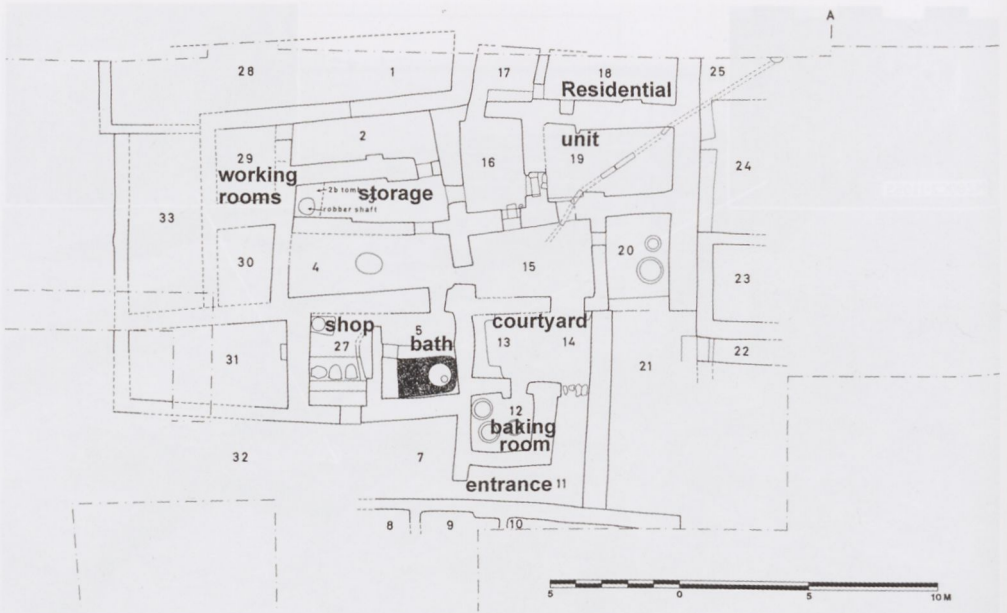 A
28
1
17
18
25
Residential
2
unit
19
29
16
24
working
rooms
2b tomb
storage
robber shaft
33
30
4
15
20
23
shop
5
courtyard
27
bath
13
14
31
22
21
12
baking
room
32
7
entrance 11
8
9
10
5
0
5
10 M